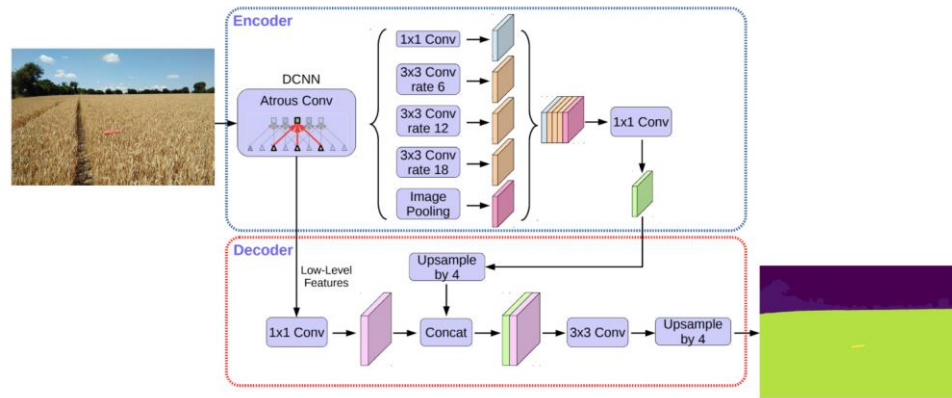 Encoder
DCNN
Atrous Conv
1x1 Conv
3x3 Conv
rate 6
3x3 Conv
rate 12
3x3 Conv
rate 18
Image
Pooling
1x1 Conv
Decoder
Low-Level
Features
Upsample
by 4
1x1 Conv
Concat
3x3 Conv
Upsample
by 4